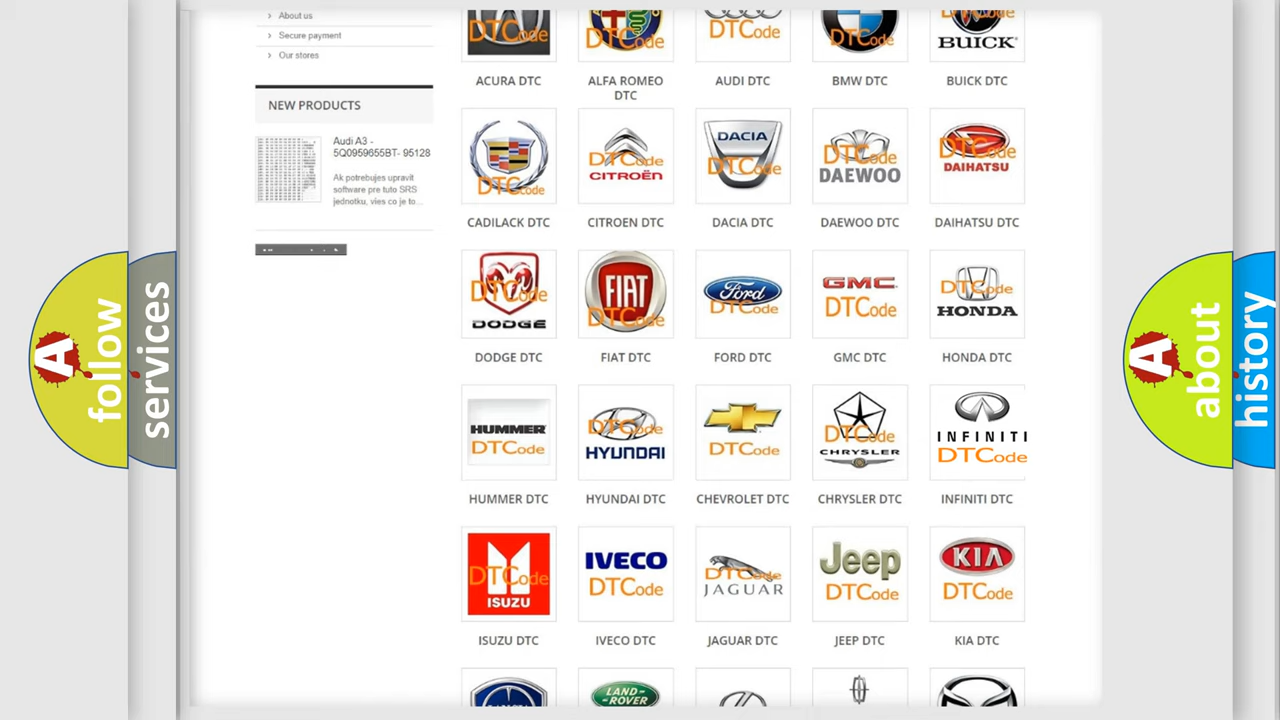 About us
Secure payment
Our stores
NEW PRODUCTS
Audi A3 -
5Q0959655BT- 95128
Ak potrebujes upravit
software pre tuto SRS
jednotku, vies co je to...
DTCode
DTCode
DTCode
DTCode
BUICK
ACURA DTC
ALFA ROMEO
DTC
AUDI DTC
BMW DTC
BUICK DTC
DTCode
DTCode
CITROËN
DACIA
DTCode
DTCode
DAEWOO
DTCode
DAIHATSU
CADILACK DTC
CITROEN DTC
DACIA DTC
DAEWOO DTC
DAIHATSU DTC
DTCode
DODGE
FIAT
DTCode
Ford
DTCode
GMC
DTCode
DTCode
HONDA
DODGE DTC
FIAT DTC
FORD DTC
GMC DTC
HONDA DTC
HUMMER
DTCode
DTCode
HYUNDAI
DTCode
DTCode
CHRYSLER
INFINITI
DTCode
HUMMER DTC
HYUNDAI DTC
CHEVROLET DTC
CHRYSLER DTC
INFINITI DTC
DTCode
ISUZU
IVECO
DTCode
DTCode
JAGUAR
Jeep
DTCode
KIA
DTCode
ISUZU DTC
IVECO DTC
JAGUAR DTC
JEEP DTC
KIA DTC
LAND-
ROVER
A follow
services
A about
history